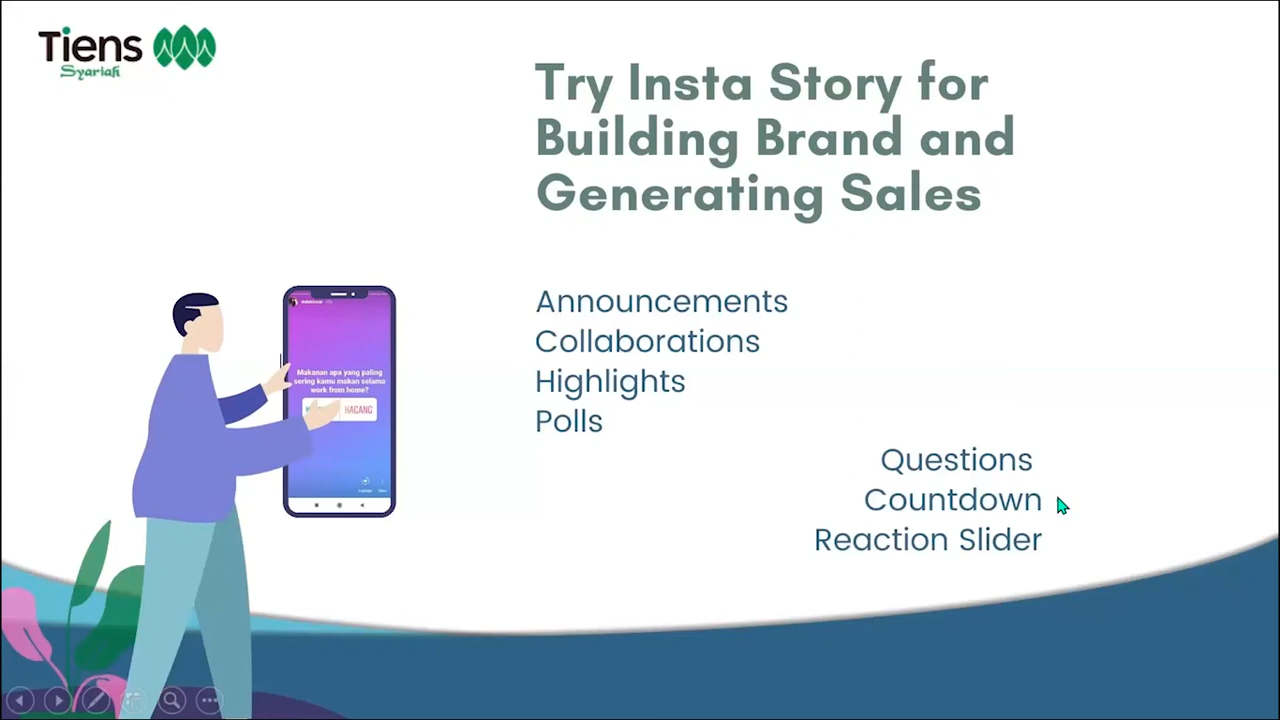 Tiens
Syariah
Try Insta Story for
Building Brand and
Generating Sales
Announcements
Collaborations
Highlights
Polls
Questions
Countdown
Reaction Slider
Makanan apa yang paling
sering kamu makan selama
work from home?
KACANG